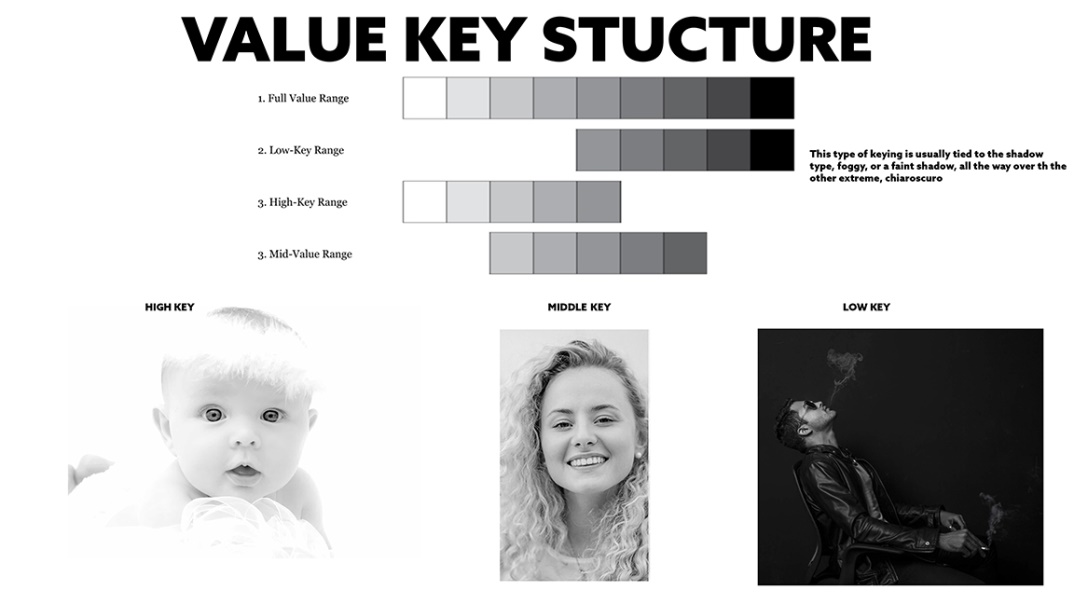 VALUE KEY STUCTURE
1. Full Value Range
2. Low-Key Range
This type of keying is usually tied to the shadow
type, foggy, or a faint shadow, all the way over th the
other extreme, chiaroscuro
3. High-Key Range
3. Mid-Value Range
HIGH KEY
MIDDLE KEY
LOW KEY